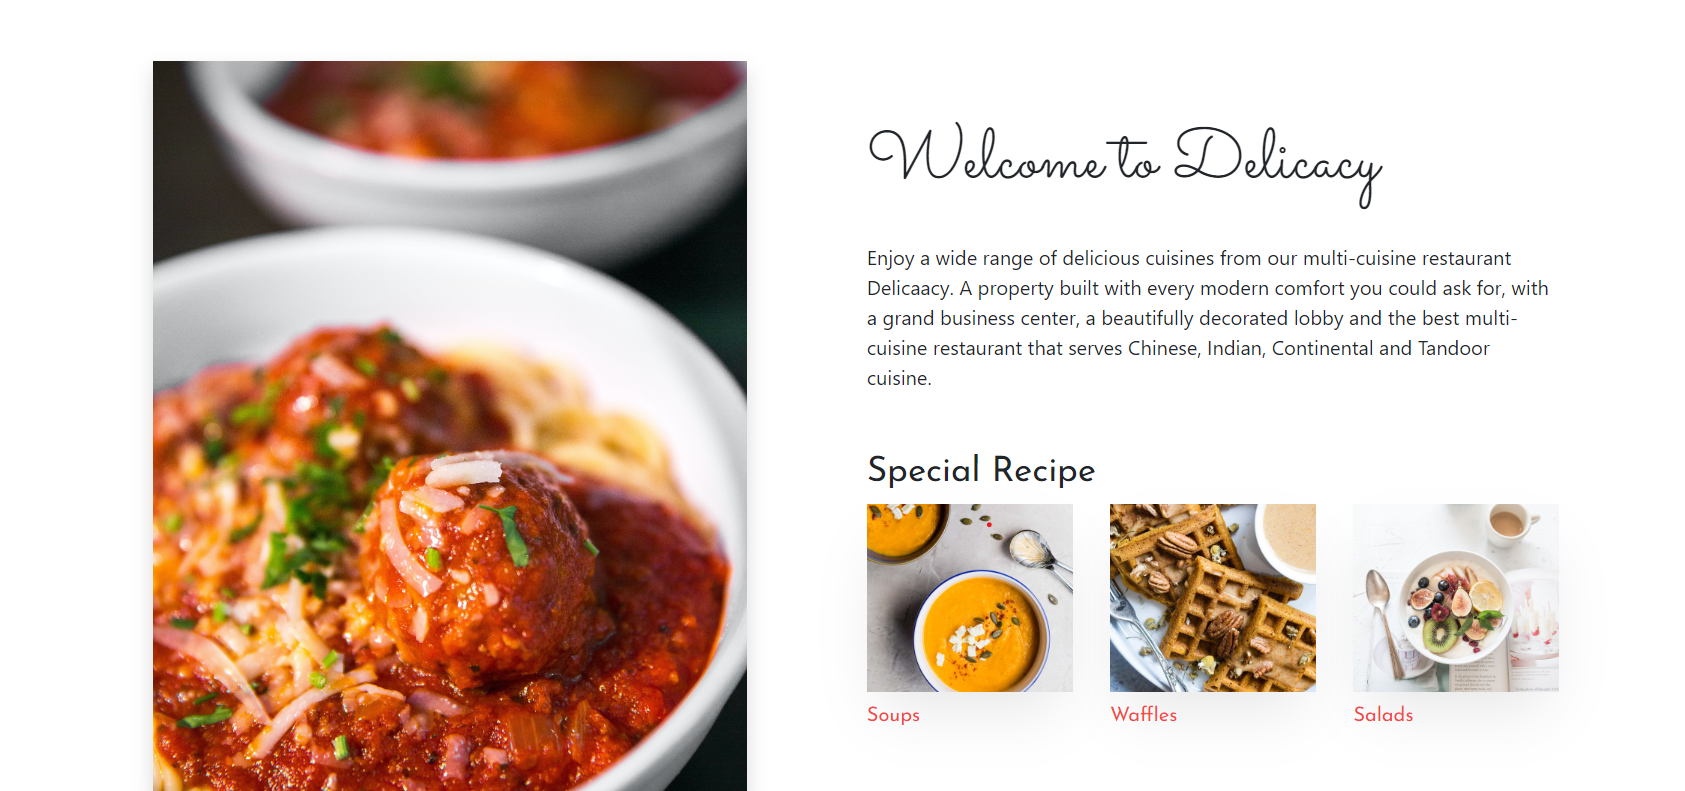 Welcome to Delicacy
Enjoy a wide range of delicious cuisines from our multi-cuisine restaurant
Delicaacy. A property built with every modern comfort you could ask for, with
a grand business center, a beautifully decorated lobby and the best multi-
cuisine restaurant that serves Chinese, Indian, Continental and Tandoor
cuisine.
Special Recipe
Soups
Waffles
Salads